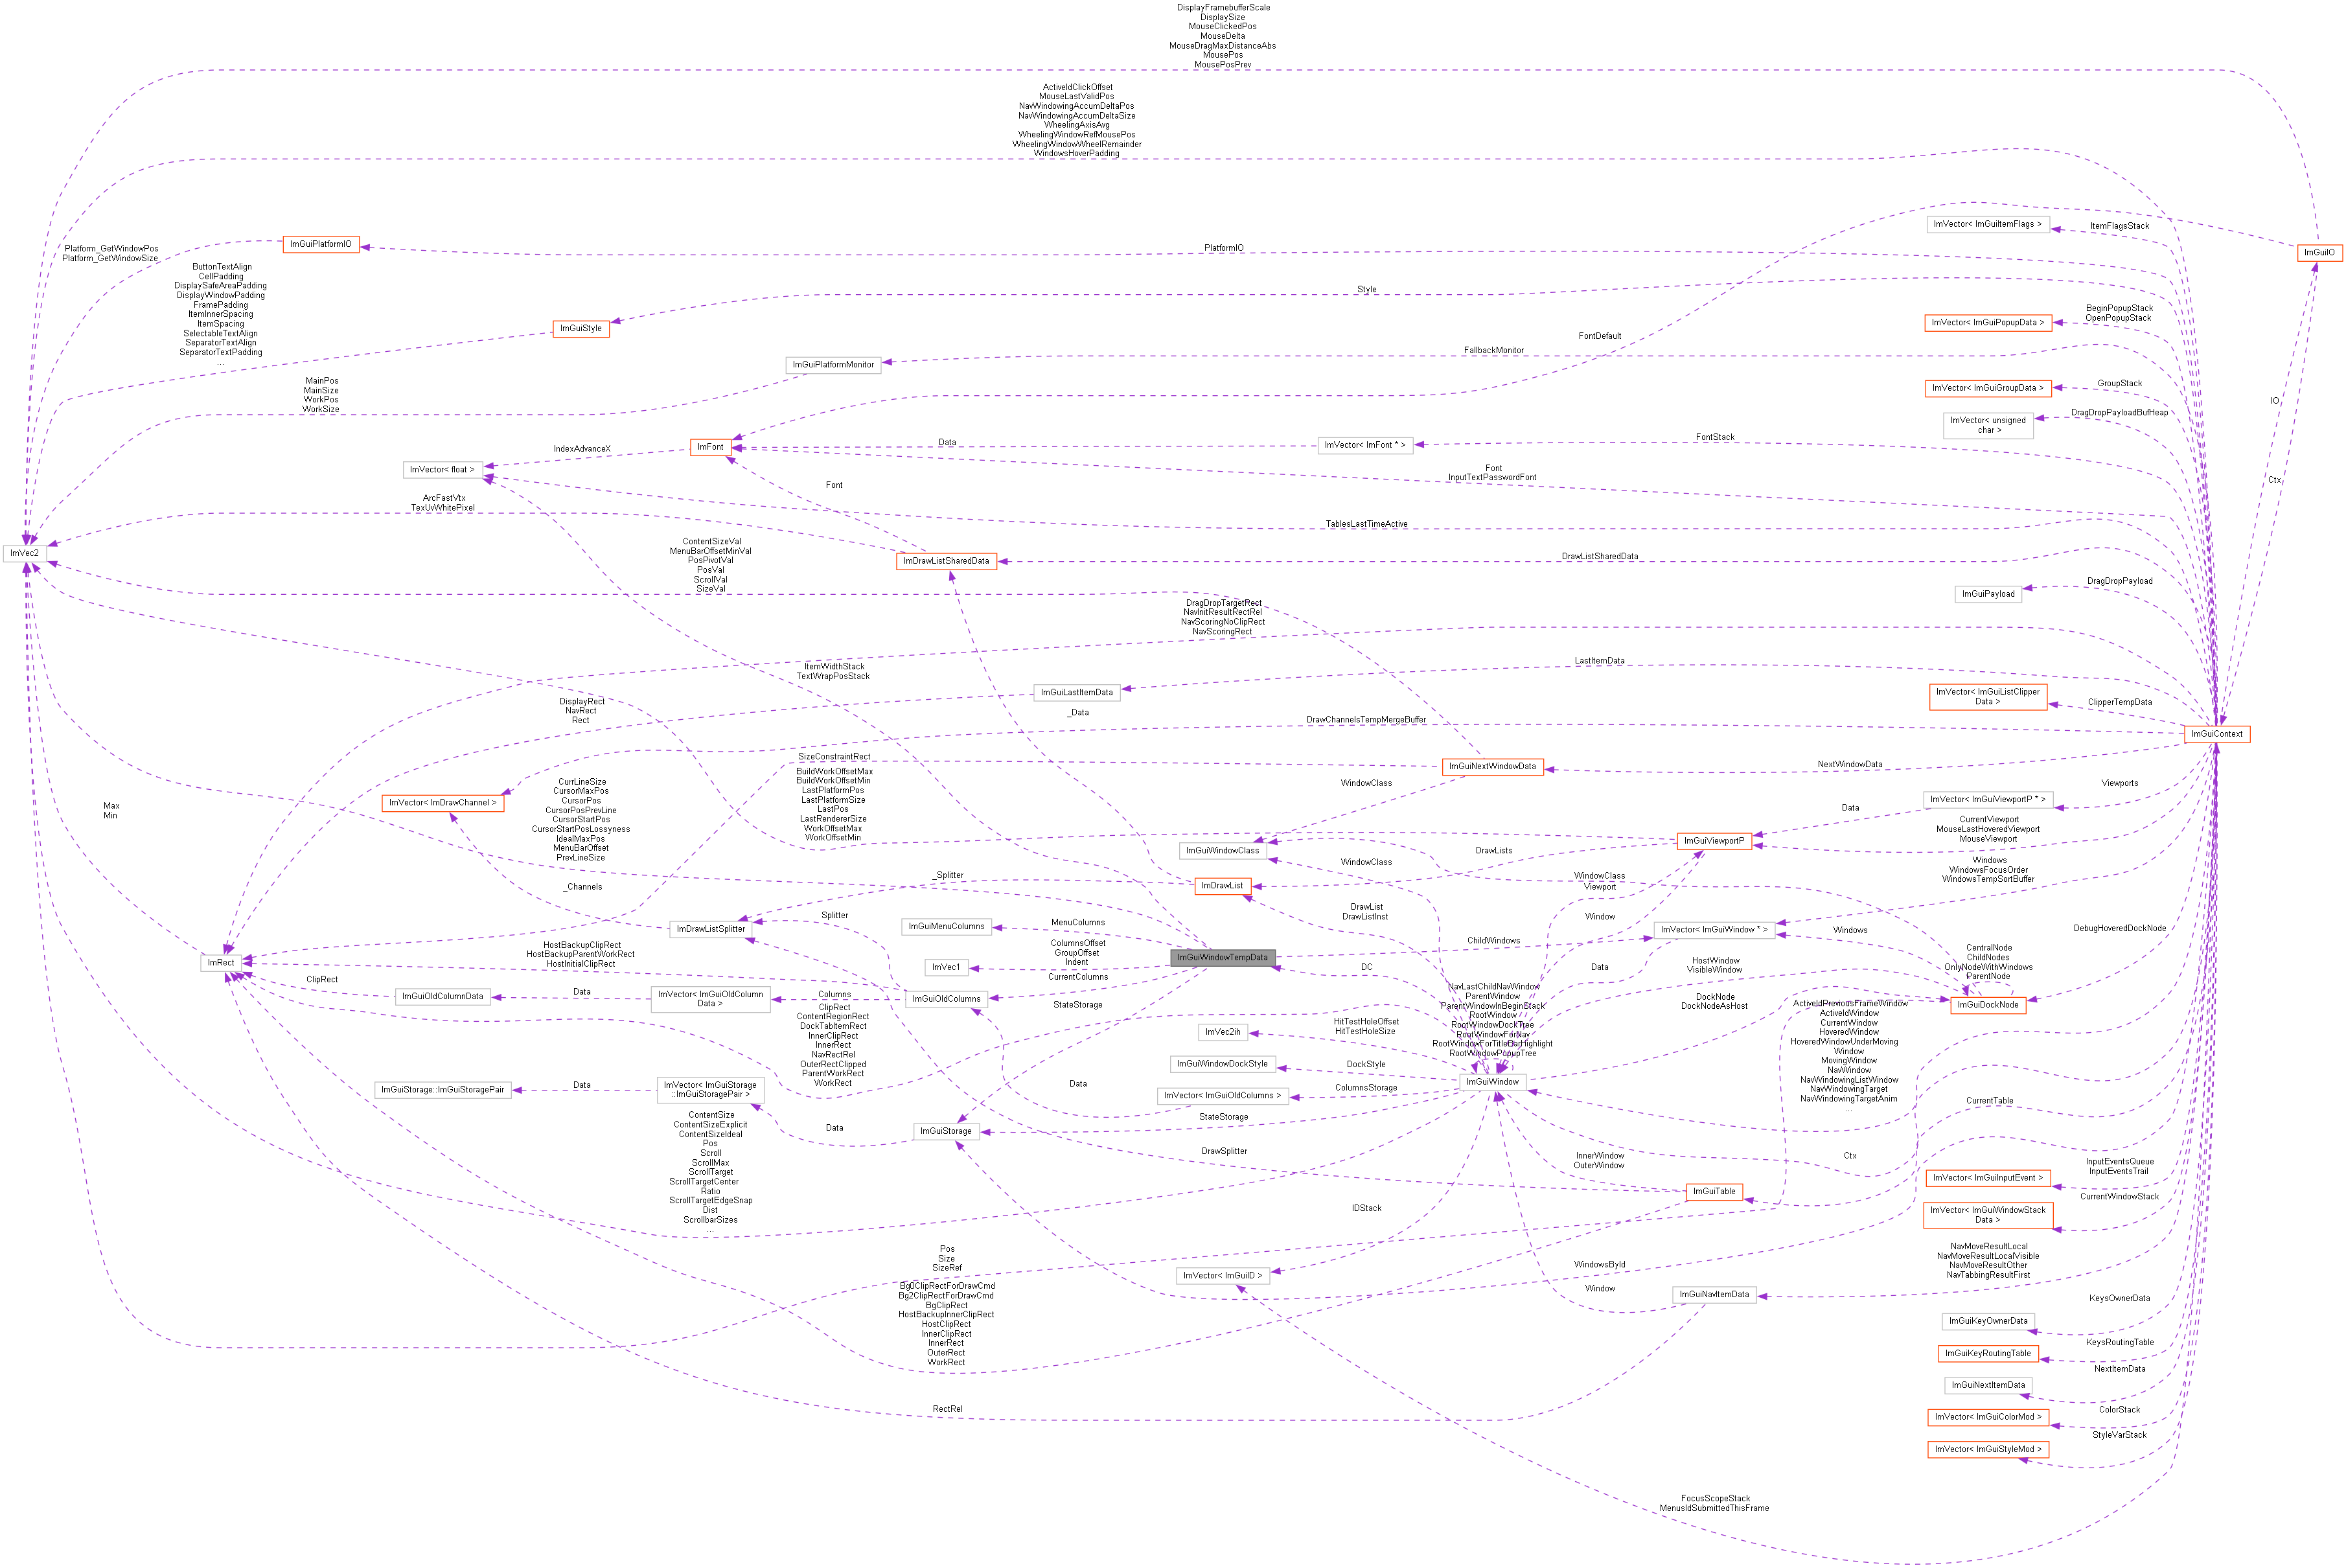 DisplayFramebufferScale
DisplaySize
MouseClickedPos
MouseDelta
MouseDragMaxDistanceAbs
MousePos
MousePosPrev
ActiveIdClickOffset
MouseLastValidPos
NavWindowingAccumDeltaPos
NavWindowingAccumDeltaSize
WheelingAxisAvg
WheelingWindowRefMousePos
WheelingWindowWheelRemainder
WindowsHoverPadding
ImVector< ImGuiItemFlags >
ItemFlagsStack
Platform_GetWindowPos
Platform_GetWindowSize
ImGuiPlatformIO
PlatformIO
ImGuiIO
ButtonTextAlign
CellPadding
DisplaySafeAreaPadding
DisplayWindowPadding
FramePadding
ItemInnerSpacing
ItemSpacing
SelectableTextAlign
SeparatorTextAlign
SeparatorTextPadding
...
ImGuiStyle
Style
FontDefault
ImVector< ImGuiPopupData >
BeginPopupStack
OpenPopupStack
ImGuiPlatformMonitor
FallbackMonitor
MainPos
MainSize
WorkPos
WorkSize
ImVector< ImGuiGroupData >
GroupStack
IO
ImVector< unsigned
char >
DragDropPayloadBufHeap
IndexAdvanceX
ImFont
Data
ImVector< ImFont * >
FontStack
ImVector< float >
Font
Font
InputTextPasswordFont
Ctx
ArcFastVtx
TexUvWhitePixel
TablesLastTimeActive
ImVec2
ContentSizeVal
MenuBarOffsetMinVal
PosPivotVal
PosVal
ScrollVal
SizeVal
ImDrawListSharedData
DrawListSharedData
ImGuiPayload
DragDropPayload
DragDropTargetRect
NavInitResultRectRel
NavScoringNoClipRect
NavScoringRect
ItemWidthStack
TextWrapPosStack
ImGuiLastItemData
LastItemData
ImVector< ImGuiListClipper
Data >
ClipperTempData
DisplayRect
NavRect
Rect
_Data
DrawChannelsTempMergeBuffer
ImGuiContext
SizeConstraintRect
ImGuiNextWindowData
NextWindowData
BuildWorkOffsetMax
BuildWorkOffsetMin
LastPlatformPos
LastPlatformSize
LastPos
LastRendererSize
WorkOffsetMax
WorkOffsetMin
WindowClass
CurrLineSize
CursorMaxPos
CursorPos
CursorPosPrevLine
CursorStartPos
CursorStartPosLossyness
IdealMaxPos
MenuBarOffset
PrevLineSize
ImVector< ImDrawChannel >
Max
Min
Data
ImVector< ImGuiViewportP * >
Viewports
CurrentViewport
MouseLastHoveredViewport
MouseViewport
ImGuiWindowClass
DrawLists
ImGuiViewportP
WindowClass
Viewport
WindowClass
Windows
WindowsFocusOrder
WindowsTempSortBuffer
_Channels
_Splitter
ImDrawList
DrawList
DrawListInst
Window
ImDrawListSplitter
Splitter
ImGuiMenuColumns
MenuColumns
ImVector< ImGuiWindow * >
Windows
DebugHoveredDockNode
HostBackupClipRect
HostBackupParentWorkRect
HostInitialClipRect
ColumnsOffset
GroupOffset
Indent
ImVec1
ImGuiWindowTempData
ChildWindows
DC
Data
HostWindow
VisibleWindow
CentralNode
ChildNodes
OnlyNodeWithWindows
ParentNode
ImRect
ClipRect
ImGuiOldColumnData
Data
ImVector< ImGuiOldColumn
Data >
Columns
ImGuiOldColumns
CurrentColumns
StateStorage
NavLastChildNavWindow
ParentWindow
ParentWindowInBeginStack
RootWindow
RootWindowDockTree
RootWindowForNav
RootWindowForTitleBarHighlight
RootWindowPopupTree
DockNode
DockNodeAsHost
ImGuiDockNode
ClipRect
ContentRegionRect
DockTabItemRect
InnerClipRect
InnerRect
NavRectRel
OuterRectClipped
ParentWorkRect
WorkRect
ImVec2ih
HitTestHoleOffset
HitTestHoleSize
ActiveIdPreviousFrameWindow
ActiveIdWindow
CurrentWindow
HoveredWindow
HoveredWindowUnderMoving
Window
MovingWindow
NavWindow
NavWindowingListWindow
NavWindowingTarget
NavWindowingTargetAnim
...
ImGuiWindowDockStyle
DockStyle
ImGuiWindow
ImGuiStorage::ImGuiStoragePair
Data
ImVector< ImGuiStorage
::ImGuiStoragePair >
Data
ImVector< ImGuiOldColumns >
ColumnsStorage
CurrentTable
ContentSize
ContentSizeExplicit
ContentSizeIdeal
Pos
Scroll
ScrollMax
ScrollTarget
ScrollTargetCenter
Ratio
ScrollTargetEdgeSnap
Dist
ScrollbarSizes
...
Data
ImGuiStorage
StateStorage
DrawSplitter
InnerWindow
OuterWindow
Ctx
ImVector< ImGuiInputEvent >
InputEventsQueue
InputEventsTrail
ImGuiTable
IDStack
ImVector< ImGuiWindowStack
Data >
CurrentWindowStack
Pos
Size
SizeRef
ImVector< ImGuiID >
WindowsById
NavMoveResultLocal
NavMoveResultLocalVisible
NavMoveResultOther
NavTabbingResultFirst
Bg0ClipRectForDrawCmd
Bg2ClipRectForDrawCmd
BgClipRect
HostBackupInnerClipRect
HostClipRect
InnerClipRect
InnerRect
OuterRect
WorkRect
Window
ImGuiNavItemData
ImGuiKeyOwnerData
KeysOwnerData
ImGuiKeyRoutingTable
KeysRoutingTable
ImGuiNextItemData
NextItemData
RectRel
ImVector< ImGuiColorMod >
ColorStack
ImVector< ImGuiStyleMod >
StyleVarStack
FocusScopeStack
MenusIdSubmittedThisFrame